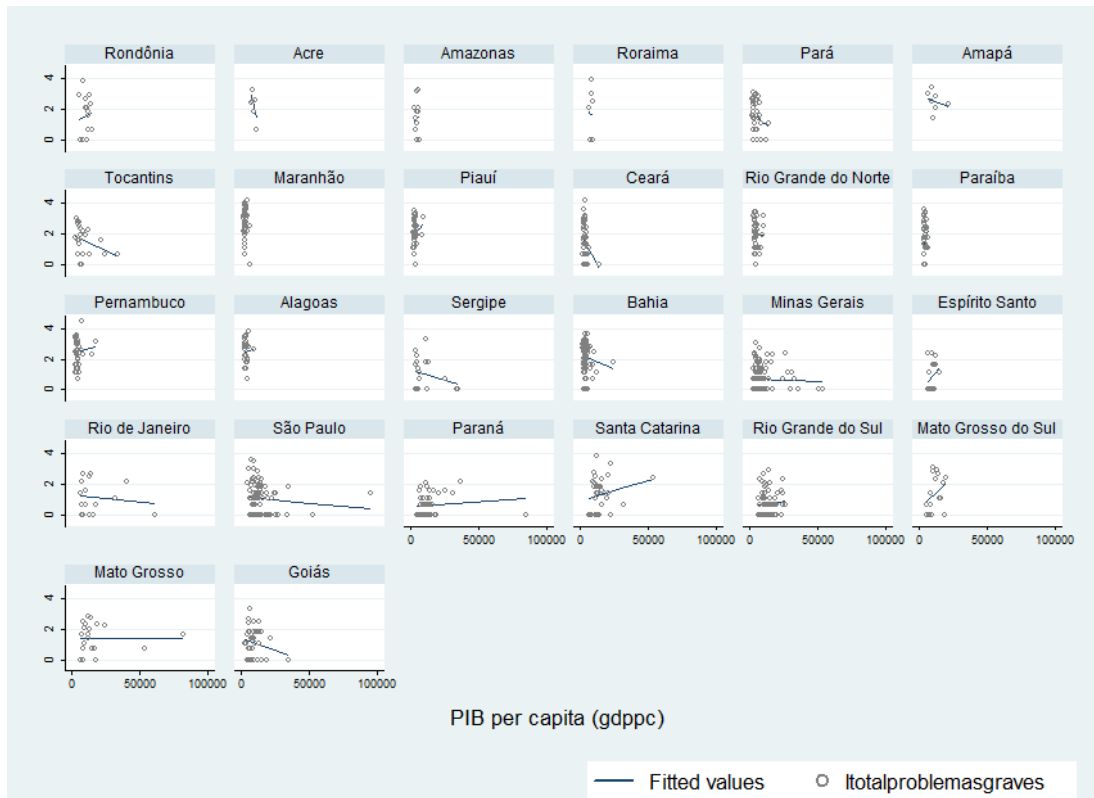 Rondônia Acre Amazonas Roraima Pará Amapá
4
2
0
Tocantins Maranhão Piauí Ceará Rio Grande do Norte Paraíba
4
2
0
Pernambuco Alagoas Sergipe Bahia Minas Gerais Espírito Santo
4
2
0
Rio de Janeiro São Paulo Paraná Santa Catarina Rio Grande do Sul Mato Grosso do Sul
4
2
0
0 50000 100000 0 50000 100000 0 50000 100000 0 50000 100000
Mato Grosso Goiás
4
2
0
0 50000 100000 0 50000 100000
PIB per capita (gdppc)
Fitted values ltotalproblemasgraves